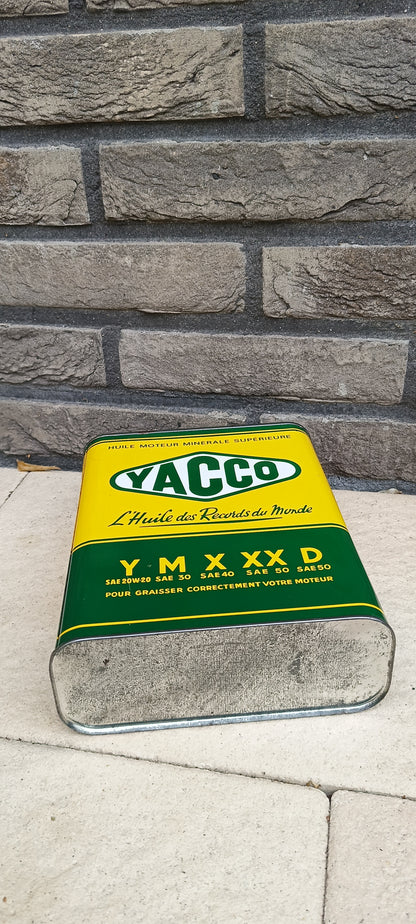 HUILE MOTEUR MINERALE SUPÉRIEURE
YACCO
L'Huile des Records du Monde
Y M X XX D
SAE 20W20 SAE 30 SAE 40 SAE 50 SAE 50
POUR GRAISSER CORRECTEMENT VOTRE MOTEUR